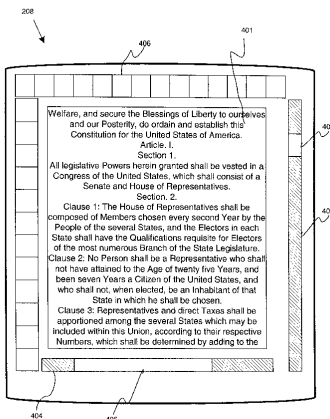 208
406
401
Welfare, and secure the Blessings of Liberty to ourselves
and our Posterity, do ordain and establish this
Constitution for the United States of America.
Article. I.
Section 1.
All legislative Powers herein granted shall be vested in a
Congress of the United States, which shall consist of a
Senate and House of Representatives.
Section. 2.
Clause 1: The House of Representatives shall be
composed of Members chosen every second Year by the
People of the several States, and the Electors in each
State shall have the Qualifications requisite for Electors
of the most numerous Branch of the State Legislature.
Clause 2: No Person shall be a Representative who shall
not have attained to the Age of twenty five Years, and
been seven Years a Citizen of the United States, and
who shall not, when elected, be an Inhabitant of that
State in which he shall be chosen.
Clause 3: Representatives and direct Taxes shall be
apportioned among the several States which may be
included within this Union, according to their respective
Numbers, which shall be determined by adding to the
404